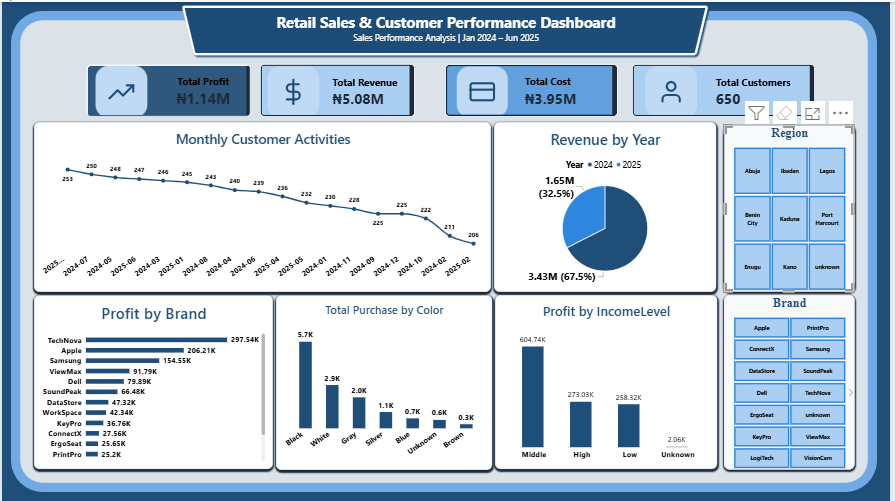 Retail Sales & Customer Performance Dashboard
Sales Performance Analysis | Jan 2024 – Jun 2025
Total Profit
₦1.14M
Total Revenue
₦5.08M
Total Cost
₦3.95M
Total Customers
650
Monthly Customer Activities
253
250
248
247
246
245
243
240
239
236
232
230
228
225
225
222
211
206
2025...
2024-07
2024-05
2025-06
2024-03
2025-01
2024-08
2024-04
2024-06
2025-04
2025-05
2024-01
2024-11
2024-09
2024-12
2024-10
2024-02
2025-02
Revenue by Year
Year 2024 2025
1.65M
(32.5%)
3.43M (67.5%)
Region
Abuja
Ibadan
Lagos
Benin City
Kaduna
Port Harcourt
Enugu
Kano
unknown
Profit by Brand
TechNova 297.54K
Apple 206.21K
Samsung 154.55K
ViewMax 91.79K
Dell 79.89K
SoundPeak 66.48K
DataStore 47.32K
WorkSpace 42.34K
KeyPro 36.76K
ConnectX 27.56K
ErgoSeat 25.65K
PrintPro 25.2K
Total Purchase by Color
5.7K
2.9K
2.0K
1.1K
0.7K
0.6K
0.3K
Black
White
Gray
Silver
Blue
Unknown
Brown
Profit by IncomeLevel
604.74K
273.03K
258.32K
2.06K
Middle
High
Low
Unknown
Brand
Apple
PrintPro
ConnectX
Samsung
DataStore
SoundPeak
Dell
TechNova
ErgoSeat
unknown
KeyPro
ViewMax
LogiTech
VisionCam